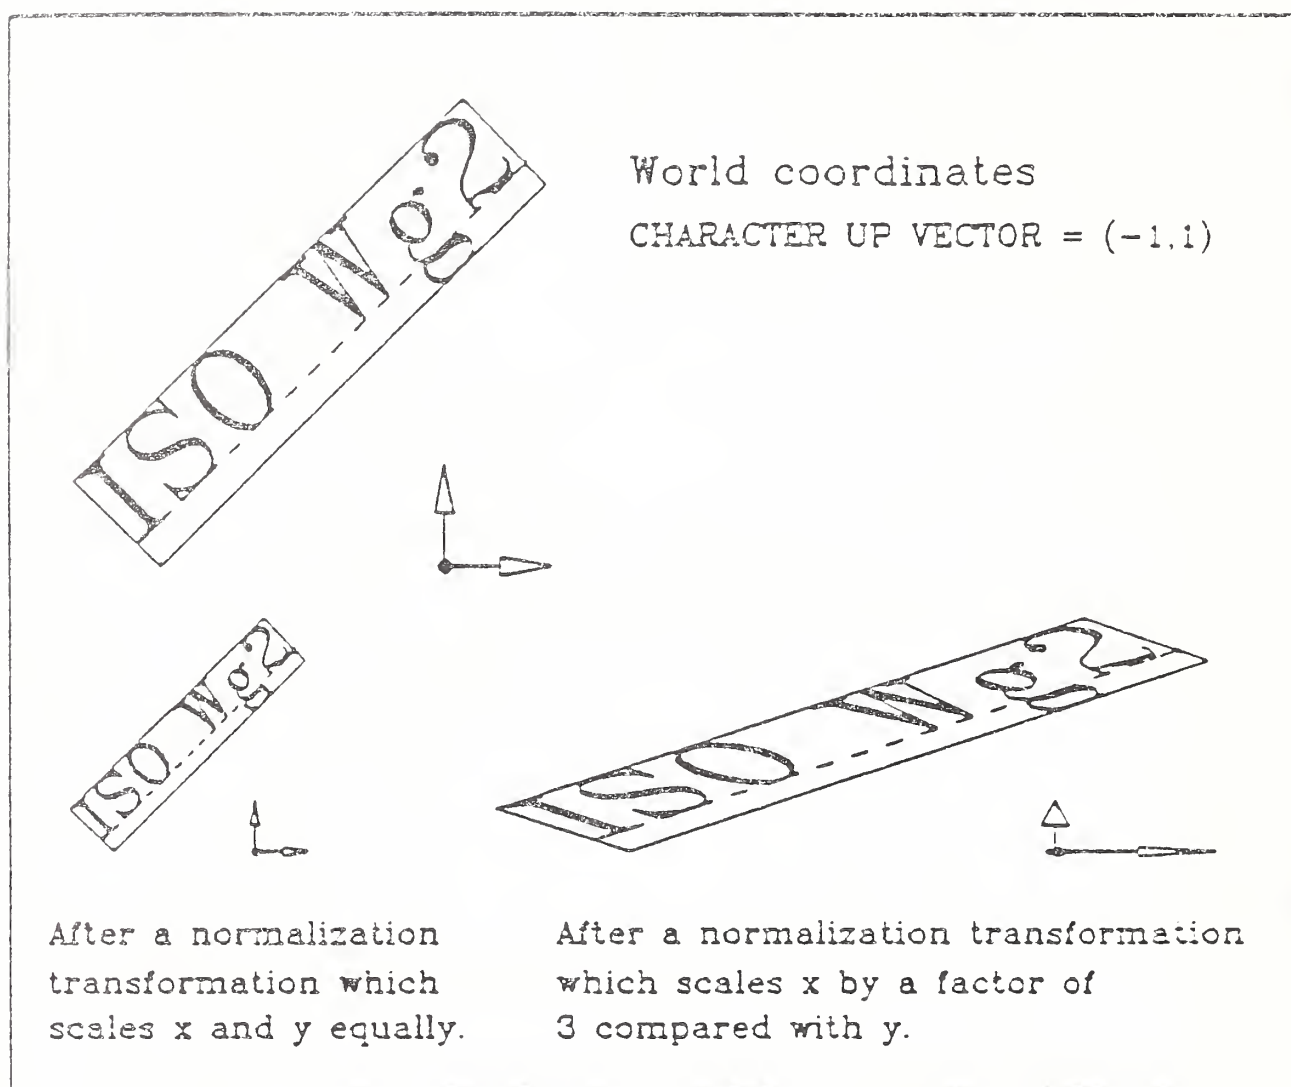 ISO Wg2
World coordinates
CHARACTER UP VECTOR = (-1,1)
ISO Wg2
ISO Wg2
After a normalization
transformation which
scales x and y equally.
After a normalization transformation
which scales x by a factor of
3 compared with y.